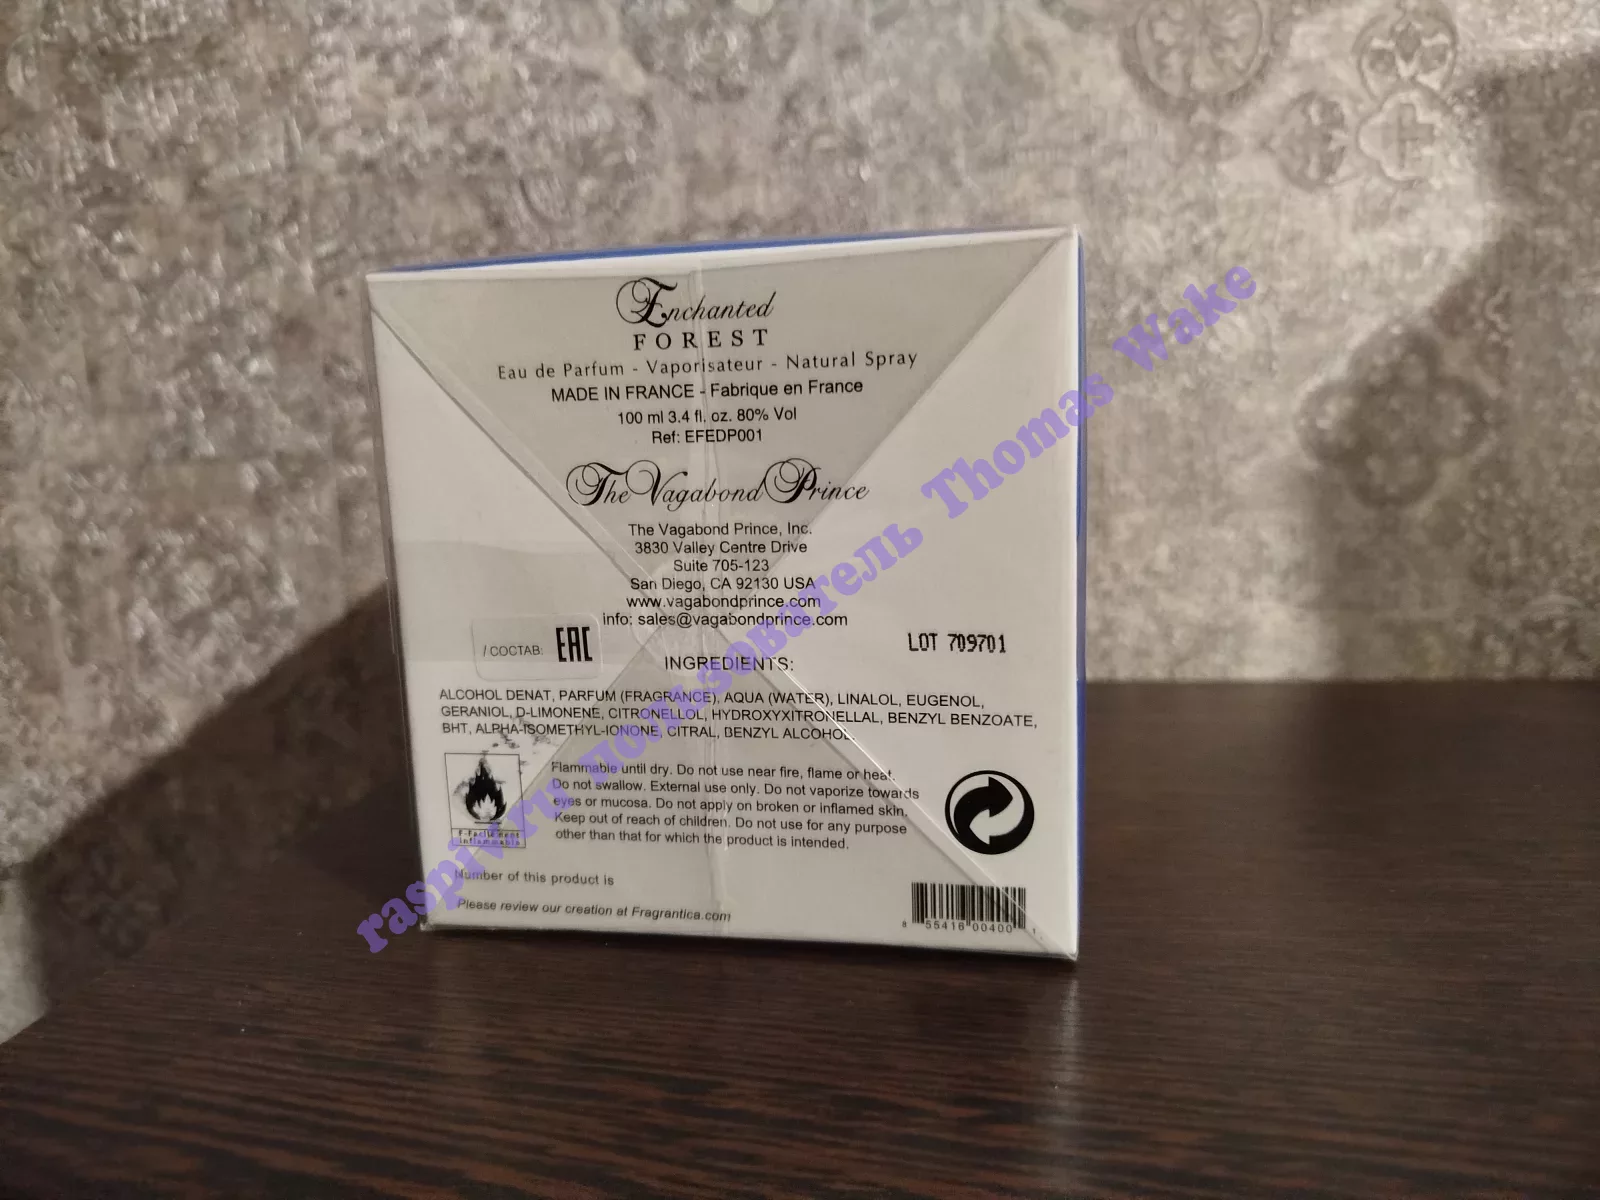 Enchanted
FOREST
Eau de Parfum - Vaporisateur - Natural Spray
MADE IN FRANCE - Fabrique en France
100 ml 3.4 fl. oz. 80% Vol
Ref: EFEDP001
The Vagabond Prince
The Vagabond Prince, Inc.
3830 Valley Centre Drive
Suite 705-123
San Diego, CA 92130 USA
www.vagabondprince.com
info: sales@vagabondprince.com
/ СОСТАВ: EAC
LOT 709701
INGREDIENTS:
ALCOHOL DENAT, PARFUM (FRAGRANCE), AQUA (WATER), LINALOL, EUGENOL,
GERANIOL, D-LIMONENE, CITRONELLOL, HYDROXYXITRONELLAL, BENZYL BENZOATE,
BHT, ALPHA-ISOMETHYL-IONONE, CITRAL, BENZYL ALCOHOL.
Flammable until dry. Do not use near fire, flame or heat.
Do not swallow. External use only. Do not vaporize towards
eyes or mucosa. Do not apply on broken or inflamed skin.
Keep out of reach of children. Do not use for any purpose
other than that for which the product is intended.
inflammable
Number of this product is
Please review our creation at Fragrantica.com
8 55416 00400 1
raspiv.ru пользователь Thomas Wake